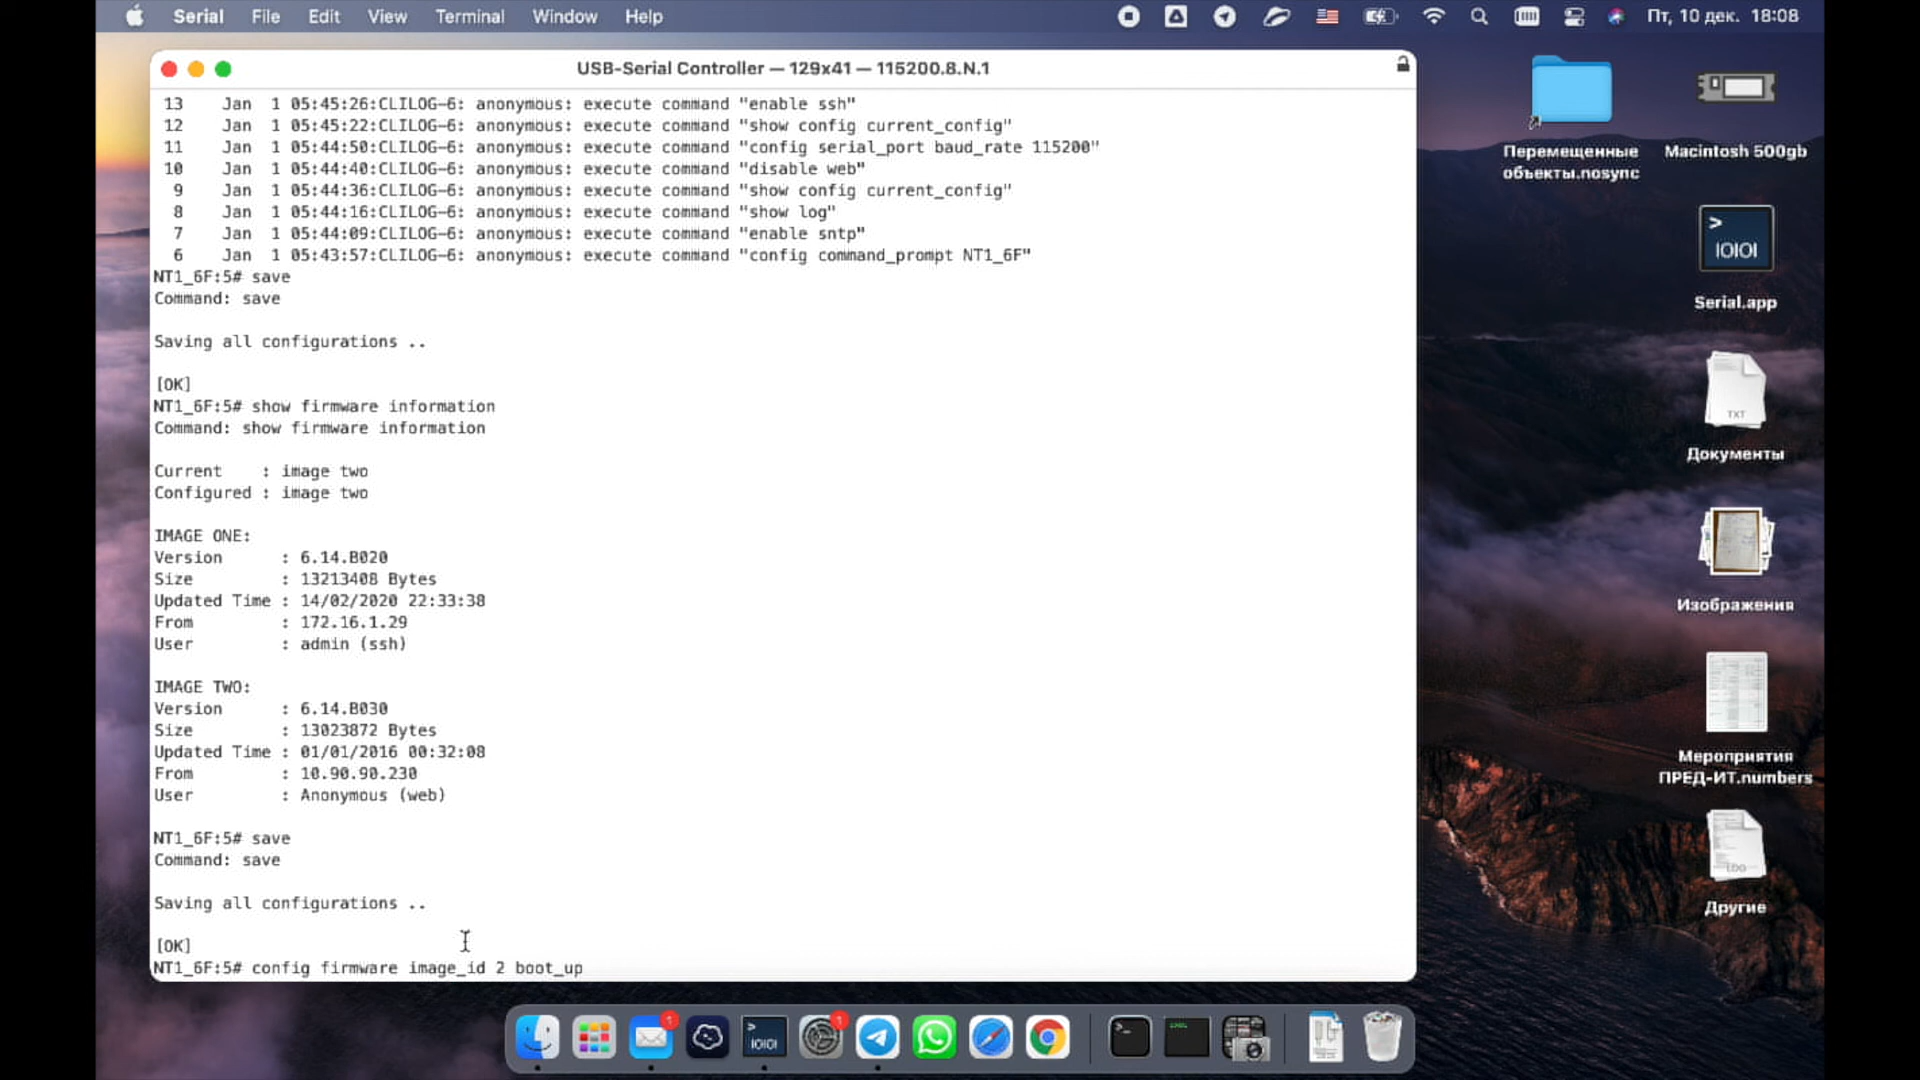 Serial File Edit View Terminal Window Help Пт, 10 дек. 18:08
USB-Serial Controller — 129x41 — 115200.8.N.1
13 Jan 1 05:45:26:CLILOG-6: anonymous: execute command "enable ssh"
12 Jan 1 05:45:22:CLILOG-6: anonymous: execute command "show config current_config"
11 Jan 1 05:44:50:CLILOG-6: anonymous: execute command "config serial_port baud_rate 115200"
10 Jan 1 05:44:40:CLILOG-6: anonymous: execute command "disable web"
9 Jan 1 05:44:36:CLILOG-6: anonymous: execute command "show config current_config"
8 Jan 1 05:44:16:CLILOG-6: anonymous: execute command "show log"
7 Jan 1 05:44:09:CLILOG-6: anonymous: execute command "enable sntp"
6 Jan 1 05:43:57:CLILOG-6: anonymous: execute command "config command_prompt NT1_6F"
NT1_6F:5# save
Command: save
Saving all configurations ..
[OK]
NT1_6F:5# show firmware information
Command: show firmware information
Current : image two
Configured : image two
IMAGE ONE:
Version : 6.14.B020
Size : 13213408 Bytes
Updated Time : 14/02/2020 22:33:38
From : 172.16.1.29
User : admin (ssh)
IMAGE TWO:
Version : 6.14.B030
Size : 13023872 Bytes
Updated Time : 01/01/2016 00:32:08
From : 10.90.90.230
User : Anonymous (web)
NT1_6F:5# save
Command: save
Saving all configurations ..
[OK]
NT1_6F:5# config firmware image_id 2 boot_up
Перемещенные
объекты.nosync
Macintosh 500gb
>
IOIOI
Serial.app
TXT
Документы
Изображения
Мероприятия
ПРЕД-ИТ.numbers
Другие
1
>
IOIOI
1
>_